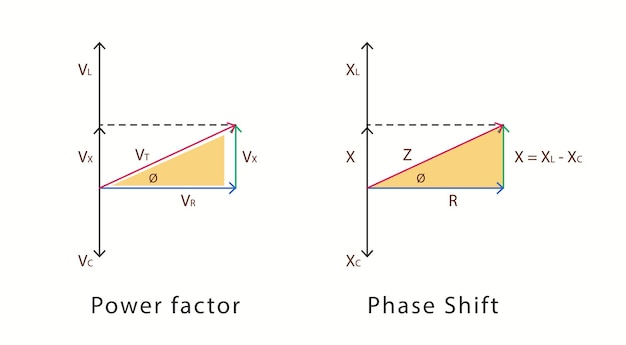 VL
VX
VT
VX
Ø
VR
VC
Power factor
XL
X
Z
X = XL - XC
Ø
R
XC
Phase Shift